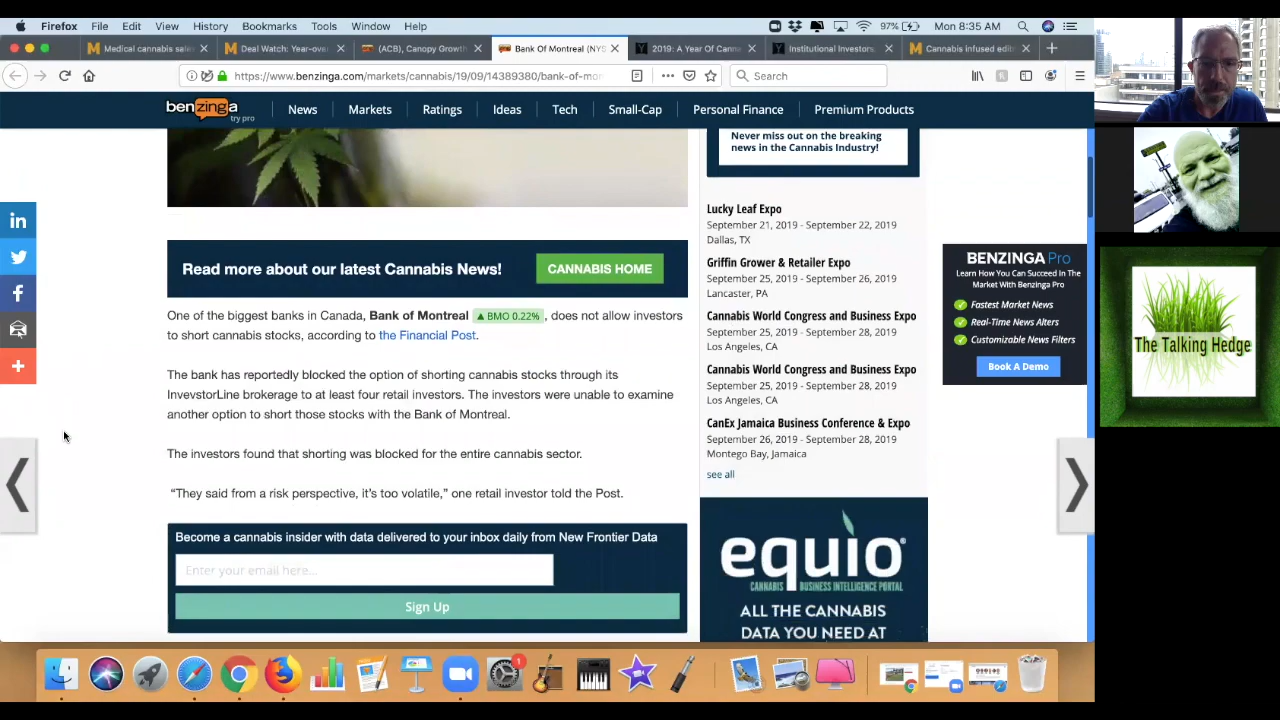 Firefox File Edit View History Bookmarks Tools Window Help 97% Mon 8:35 AM
Medical cannabis sale
Deal Watch: Year-over
(ACB), Canopy Growth
Bank Of Montreal (NYS
2019: A Year Of Canna
Institutional Investors,
Cannabis infused edib
https://www.benzinga.com/markets/cannabis/19/09/14389380/bank-of-mon
Search
benzinga
try pro
News Markets Ratings Ideas Tech Small-Cap Personal Finance Premium Products
Never miss out on the breaking
news in the Cannabis Industry!
Read more about our latest Cannabis News!
CANNABIS HOME
One of the biggest banks in Canada, Bank of Montreal ▲ BMO 0.22% , does not allow investors
to short cannabis stocks, according to the Financial Post.
The bank has reportedly blocked the option of shorting cannabis stocks through its
InvevstorLine brokerage to at least four retail investors. The investors were unable to examine
another option to short those stocks with the Bank of Montreal.
The investors found that shorting was blocked for the entire cannabis sector.
“They said from a risk perspective, it’s too volatile,” one retail investor told the Post.
Become a cannabis insider with data delivered to your inbox daily from New Frontier Data
Enter your email here...
Sign Up
Lucky Leaf Expo
September 21, 2019 - September 22, 2019
Dallas, TX
Griffin Grower & Retailer Expo
September 25, 2019 - September 26, 2019
Lancaster, PA
Cannabis World Congress and Business Expo
September 25, 2019 - September 28, 2019
Los Angeles, CA
Cannabis World Congress and Business Expo
September 25, 2019 - September 28, 2019
Los Angeles, CA
CanEx Jamaica Business Conference & Expo
September 26, 2019 - September 28, 2019
Montego Bay, Jamaica
see all
equio
CANNABIS BUSINESS INTELLIGENCE PORTAL
ALL THE CANNABIS
DATA YOU NEED AT
BENZINGA Pro
Learn How You Can Succeed In The
Market With Benzinga Pro
Fastest Market News
Real-Time News Alters
Customizable News Filters
Book A Demo
The Talking Hedge
1